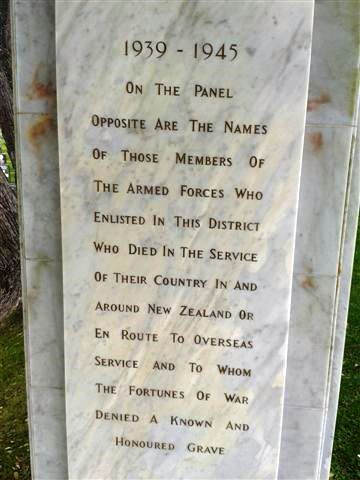 1939 - 1945
On The Panel
Opposite Are The Names
Of Those Members Of
The Armed Forces Who
Enlisted In This District
Who Died In The Service
Of Their Country In And
Around New Zealand Or
En Route To Overseas
Service And To Whom
The Fortunes Of War
Denied A Known And
Honoured Grave